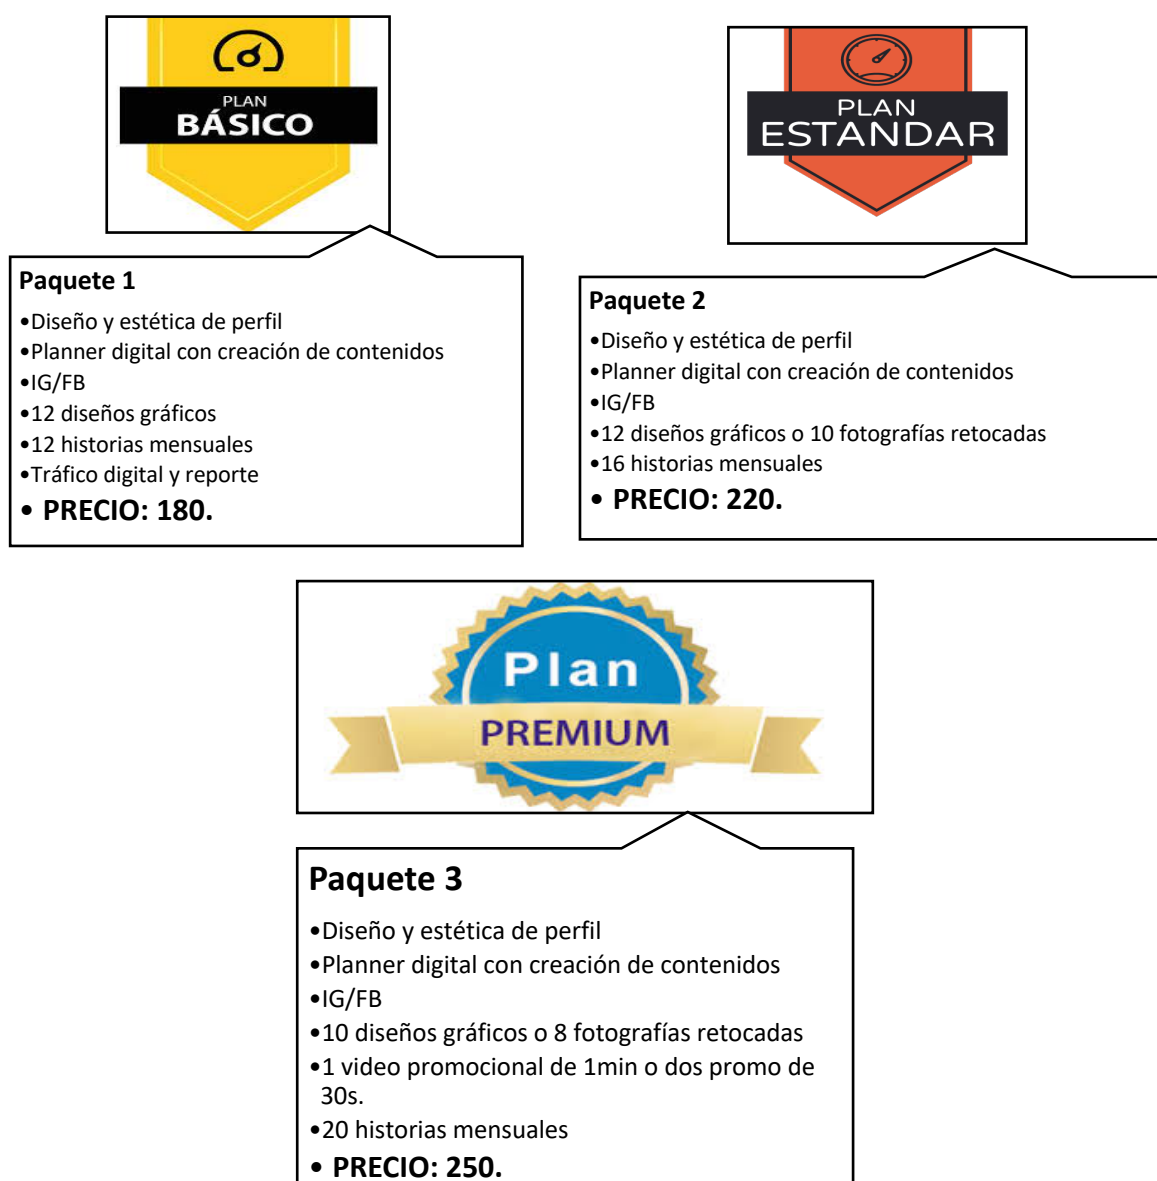 PLAN
BÁSICO
PLAN
ESTANDAR
Paquete 1
•Diseño y estética de perfil
•Planner digital con creación de contenidos
•IG/FB
•12 diseños gráficos
•12 historias mensuales
•Tráfico digital y reporte
• PRECIO: 180.
Paquete 2
•Diseño y estética de perfil
•Planner digital con creación de contenidos
•IG/FB
•12 diseños gráficos o 10 fotografías retocadas
•16 historias mensuales
• PRECIO: 220.
Plan
PREMIUM
Paquete 3
•Diseño y estética de perfil
•Planner digital con creación de contenidos
•IG/FB
•10 diseños gráficos o 8 fotografías retocadas
•1 video promocional de 1min o dos promo de
30s.
•20 historias mensuales
• PRECIO: 250.